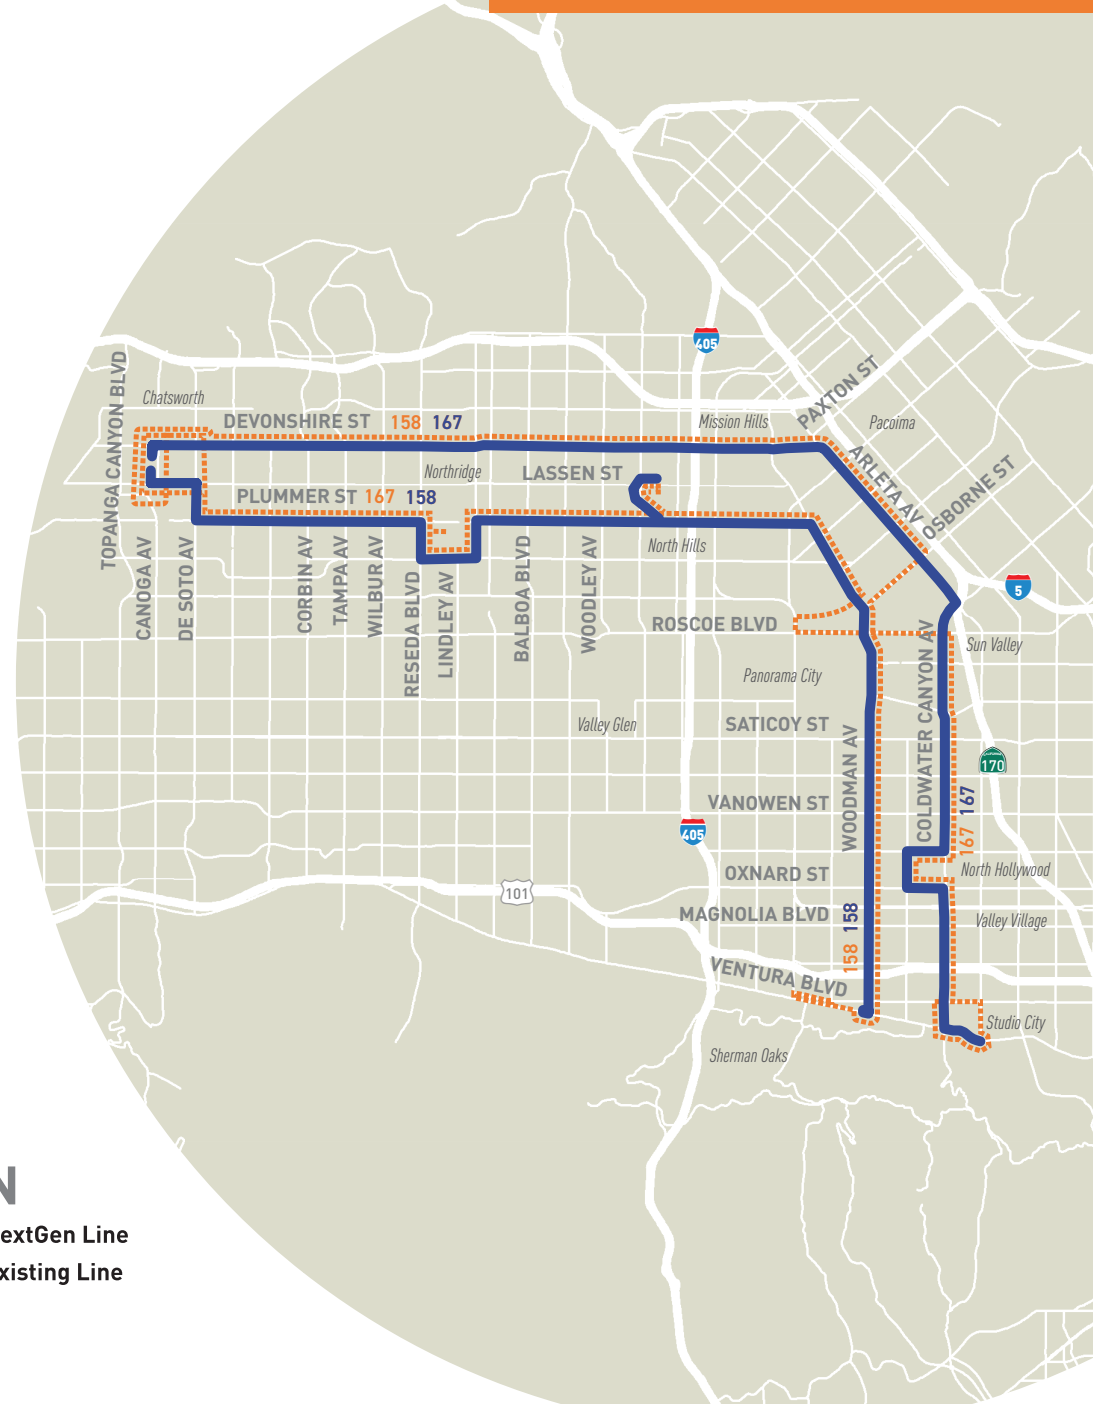 405
PAXTON ST
TOPANGA CANYON BLVD
Chatsworth
DEVONSHIRE ST 158 167
Mission Hills
Pacoima
Northridge
LASSEN ST
ARLETA AV
OSBORNE ST
PLUMMER ST 167 158
North Hills
CANOGA AV
DE SOTO AV
CORBIN AV
TAMPA AV
WILBUR AV
RESEDA BLVD
LINDLEY AV
BALBOA BLVD
WOODLEY AV
5
ROSCOE BLVD
COLDWATER CANYON AV
Sun Valley
Panorama City
Valley Glen
SATICOY ST
WOODMAN AV
CALIFORNIA
170
VANOWEN ST
167 167
405
OXNARD ST
North Hollywood
101
MAGNOLIA BLVD
158 158
Valley Village
VENTURA BLVD
Studio City
Sherman Oaks
N
extGen Line
xisting Line